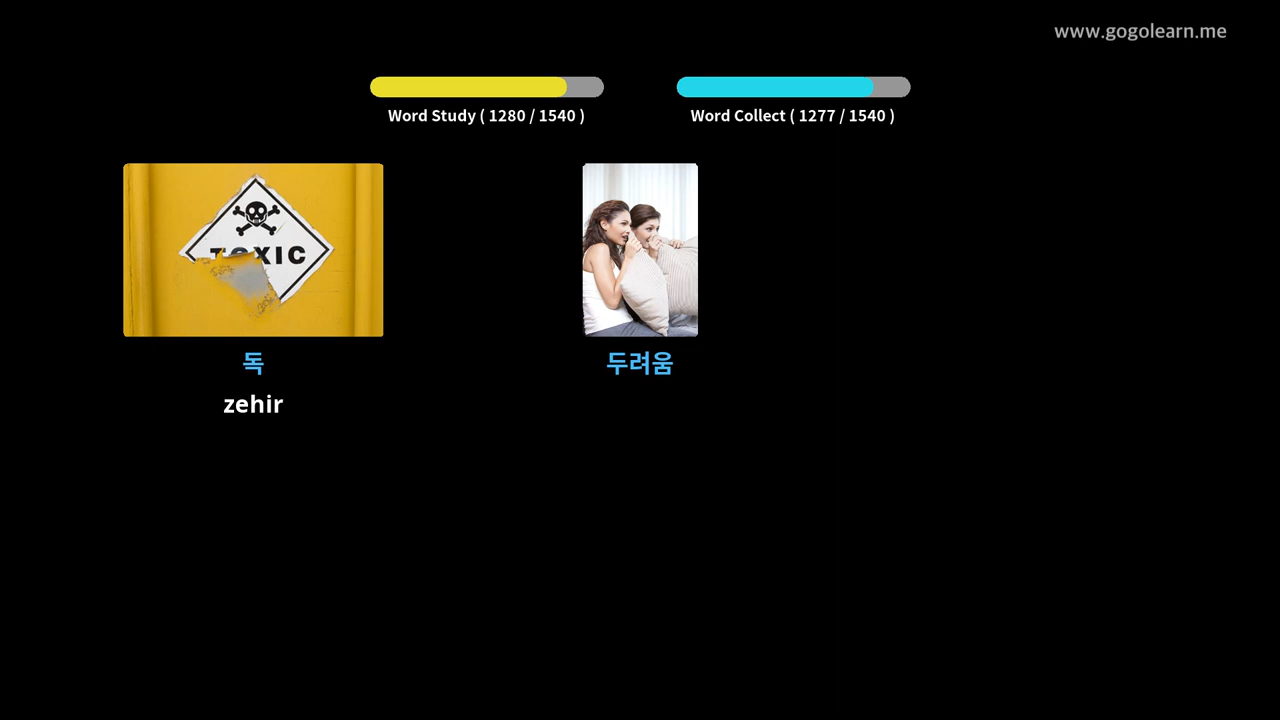 www.gogolearn.me
Word Study ( 1280 / 1540 )
Word Collect ( 1277 / 1540 )
TOXIC
독
두려움
zehir